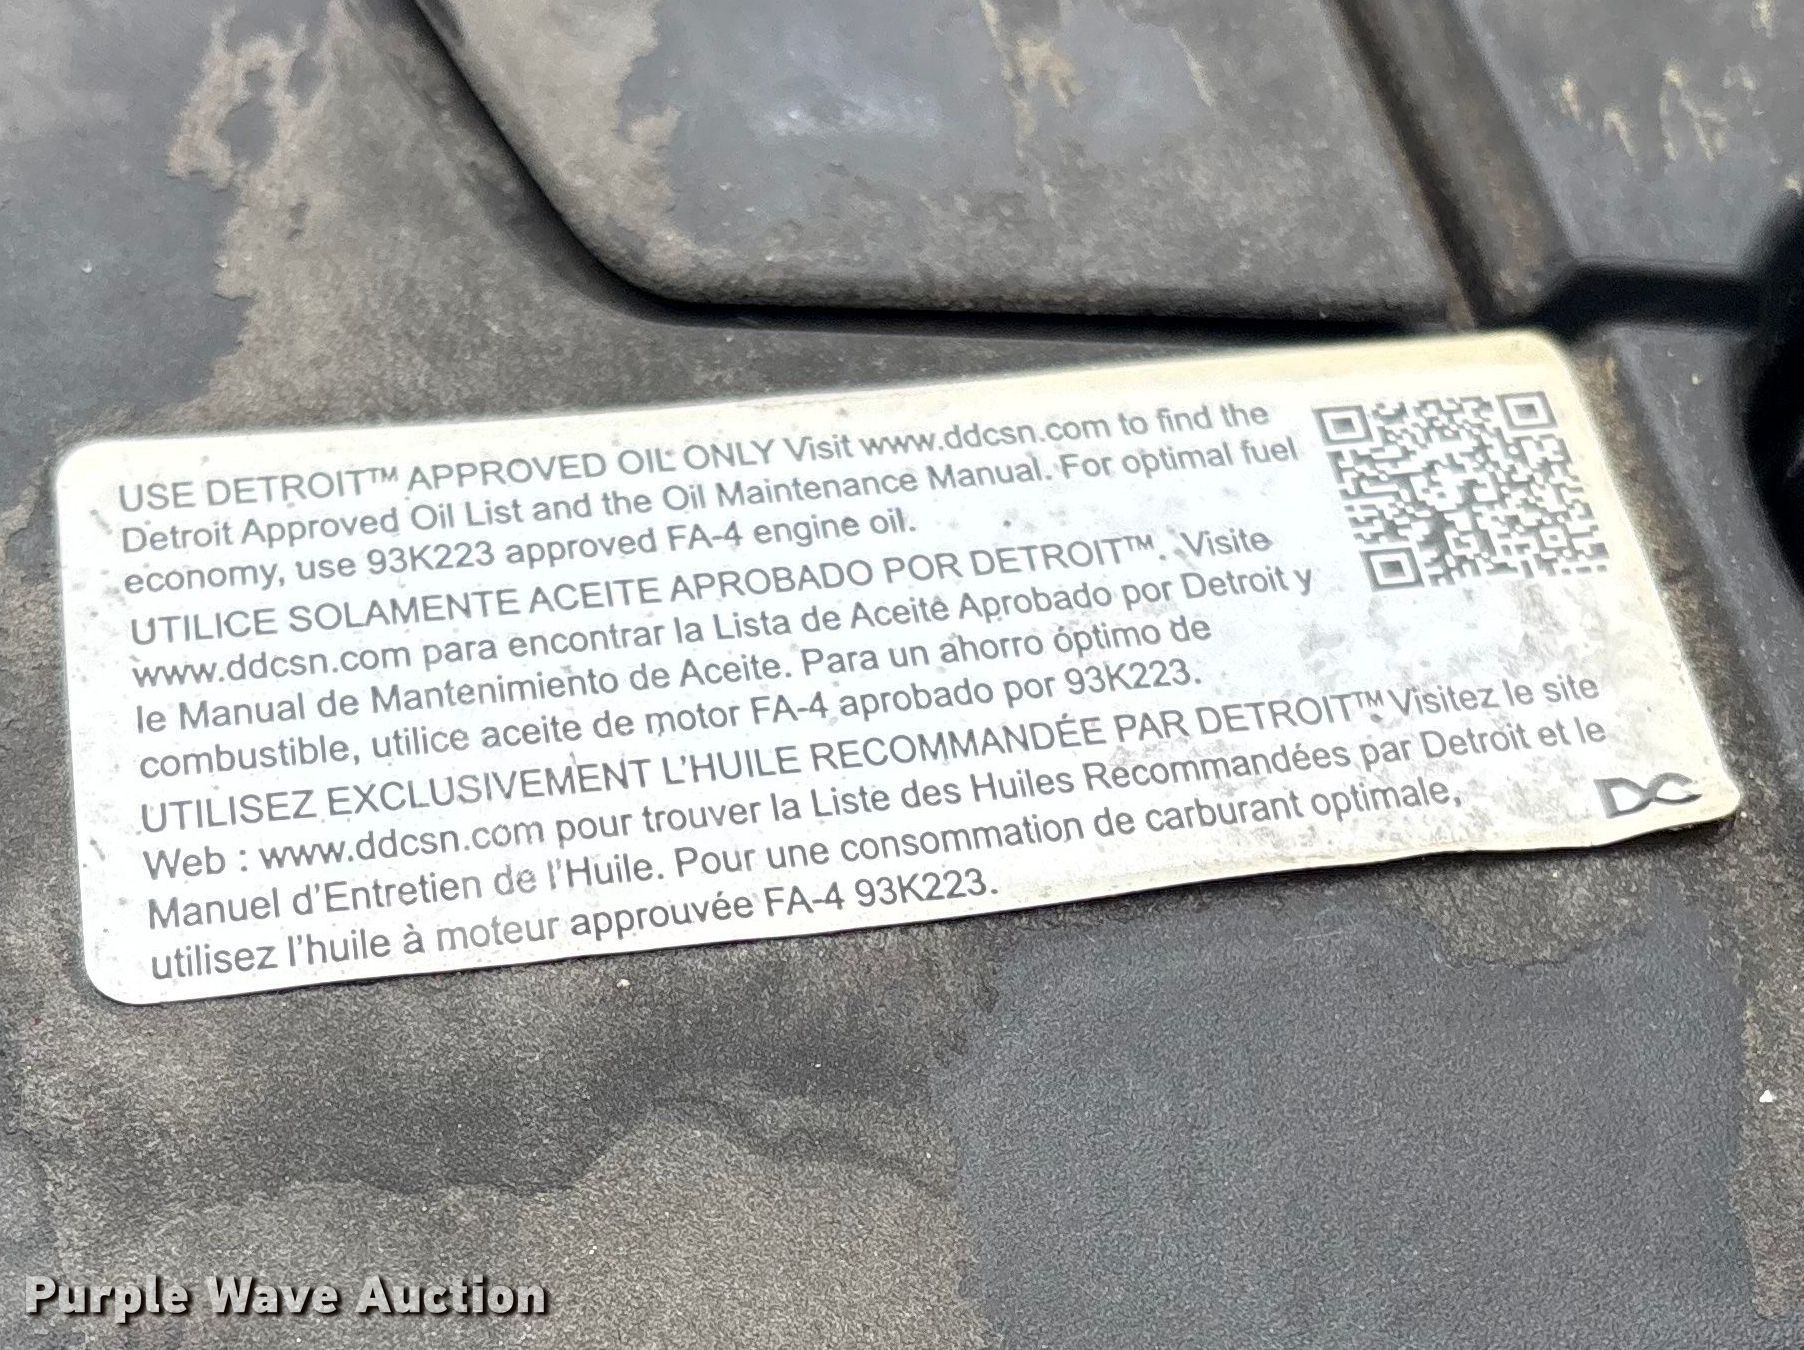 USE DETROIT™ APPROVED OIL ONLY Visit www.ddcsn.com to find the
Detroit Approved Oil List and the Oil Maintenance Manual. For optimal fuel
economy, use 93K223 approved FA-4 engine oil.
UTILICE SOLAMENTE ACEITE APROBADO POR DETROIT™. Visite
www.ddcsn.com para encontrar la Lista de Aceite Aprobado por Detroit y
le Manual de Mantenimiento de Aceite. Para un ahorro óptimo de
combustible, utilice aceite de motor FA-4 aprobado por 93K223.
UTILISEZ EXCLUSIVEMENT L'HUILE RECOMMANDÉE PAR DETROIT™ Visitez le site
Web : www.ddcsn.com pour trouver la Liste des Huiles Recommandées par Detroit et le
Manuel d'Entretien de l'Huile. Pour une consommation de carburant optimale,
utilisez l'huile à moteur approuvée FA-4 93K223.
DC
Purple Wave Auction